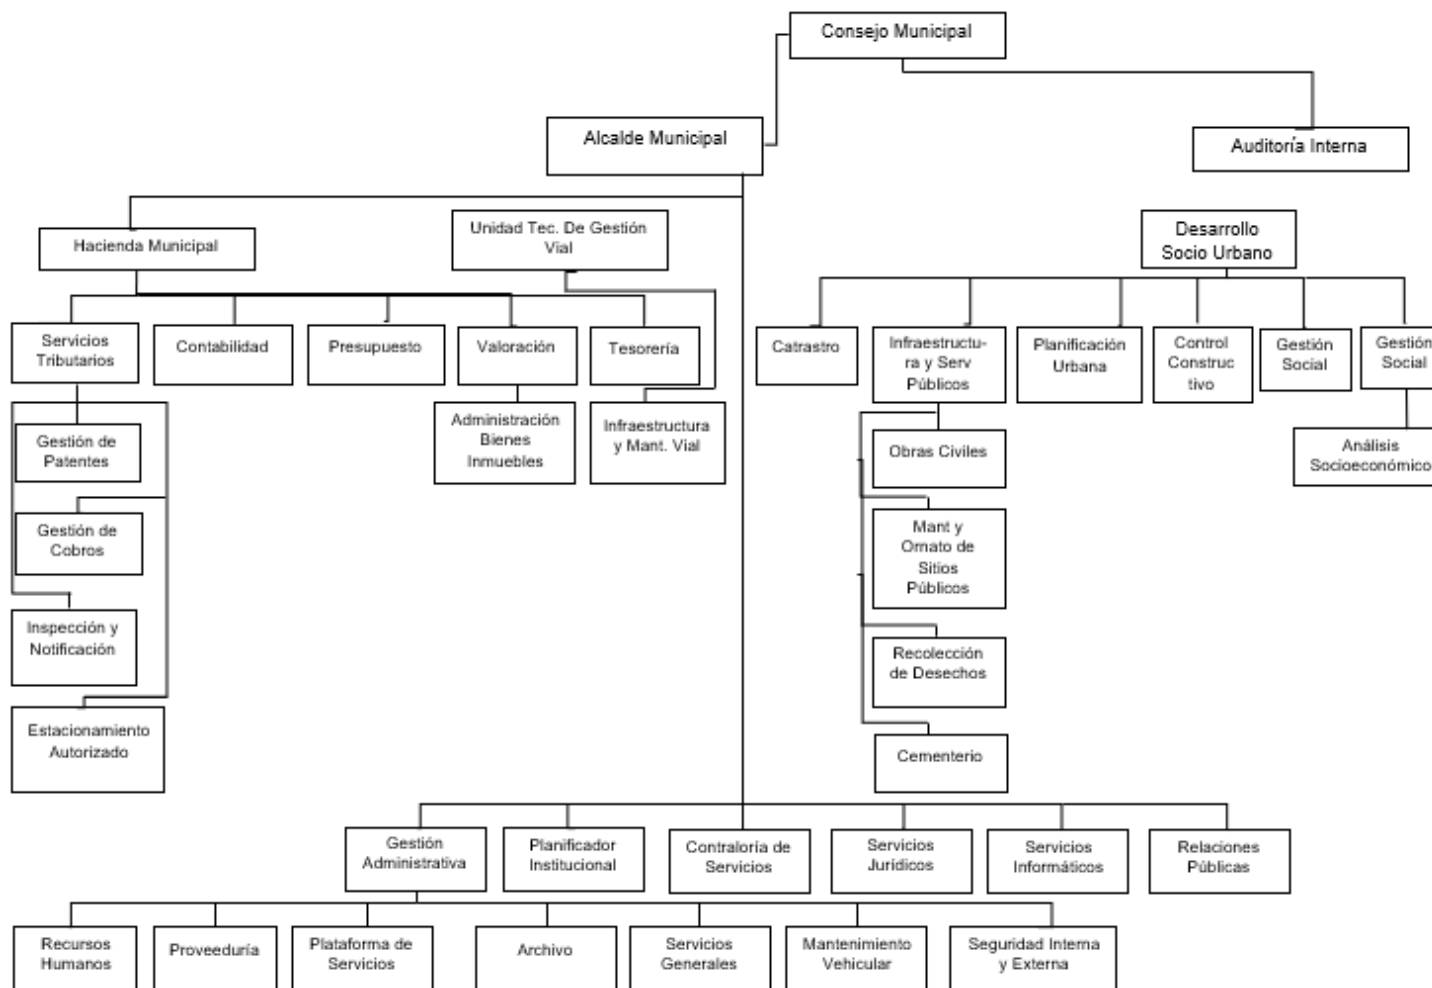 Consejo Municipal
Alcalde Municipal
Auditoría Interna
Hacienda Municipal
Unidad Tec. De Gestión
Vial
Desarrollo
Socio Urbano
Servicios
Tributarios
Contabilidad
Presupuesto
Valoración
Tesorería
Catrastro
Infraestructu-
ra y Serv
Públicos
Planificación
Urbana
Control
Construc
tivo
Gestión
Social
Gestión
Social
Gestión de
Patentes
Administración
Bienes
Inmuebles
Infraestructura
y Mant. Vial
Obras Civiles
Análisis
Socioeconómico
Gestión de
Cobros
Mant y
Ornato de
Sitios
Públicos
Inspección y
Notificación
Recolección
de Desechos
Estacionamiento
Autorizado
Cementerio
Gestión
Administrativa
Planificador
Institucional
Contraloría de
Servicios
Servicios
Jurídicos
Servicios
Informáticos
Relaciones
Públicas
Recursos
Humanos
Proveeduría
Plataforma de
Servicios
Archivo
Servicios
Generales
Mantenimiento
Vehicular
Seguridad Interna
y Externa